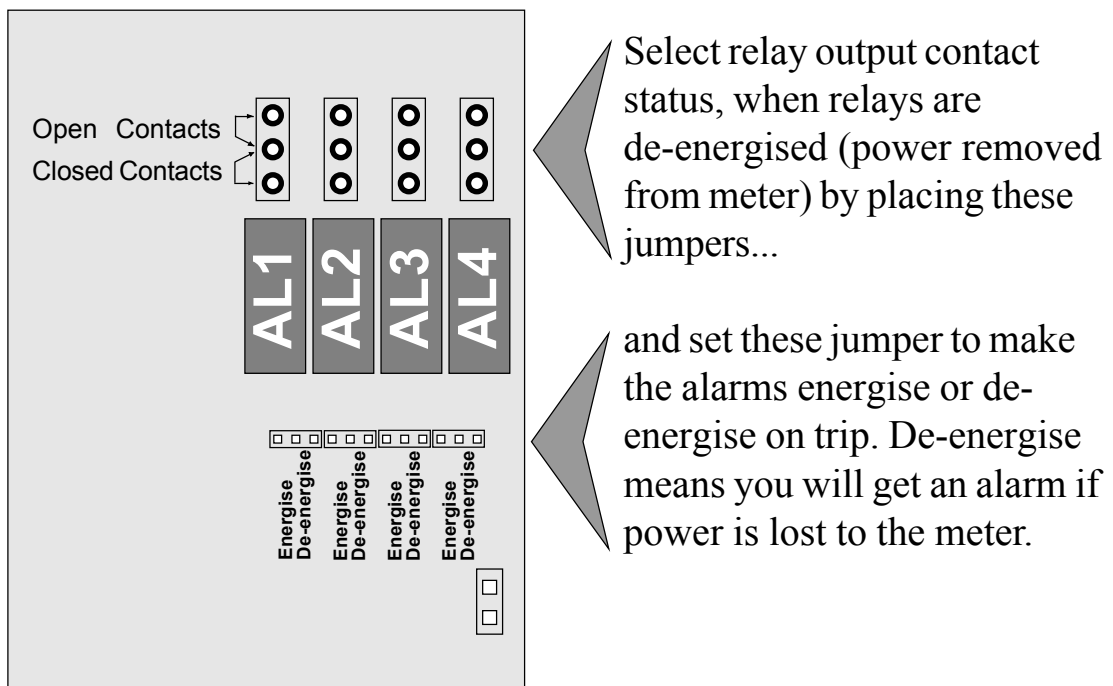 Open Contacts
Closed Contacts
AL1
AL2
AL3
AL4
Energise
De-energise
Energise
De-energise
Energise
De-energise
Energise
De-energise
Select relay output contact
status, when relays are
de-energised (power removed
from meter) by placing these
jumpers...
and set these jumper to make
the alarms energise or de-
energise on trip. De-energise
means you will get an alarm if
power is lost to the meter.